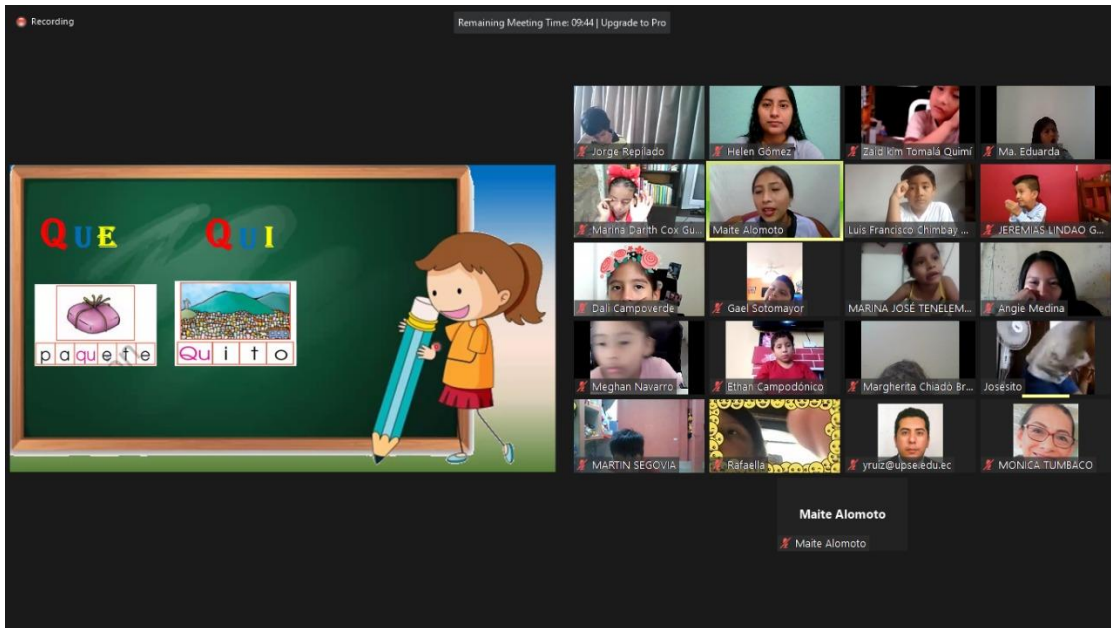 Recording
Remaining Meeting Time: 09:44 | Upgrade to Pro
QUE QUI
paquete Quito
Jorge Repilado
Helen Gómez
Zaid kim Tomalá Quimí
Ma. Eduarda
Marina Darith Cox Gu...
Maite Alomoto
Luis Francisco Chimbay ...
JEREMIAS LINDAO G...
Dali Campoverde
Gael Sotomayor
MARINA JOSÉ TENELEM...
Angie Medina
Meghan Navarro
Ethan Campodónico
Margherita Chiado Br...
Josésito
MARTIN SEGOVIA
Rafaella
yruiz@upse.edu.ec
MONICA TUMBACO
Maite Alomoto
Maite Alomoto